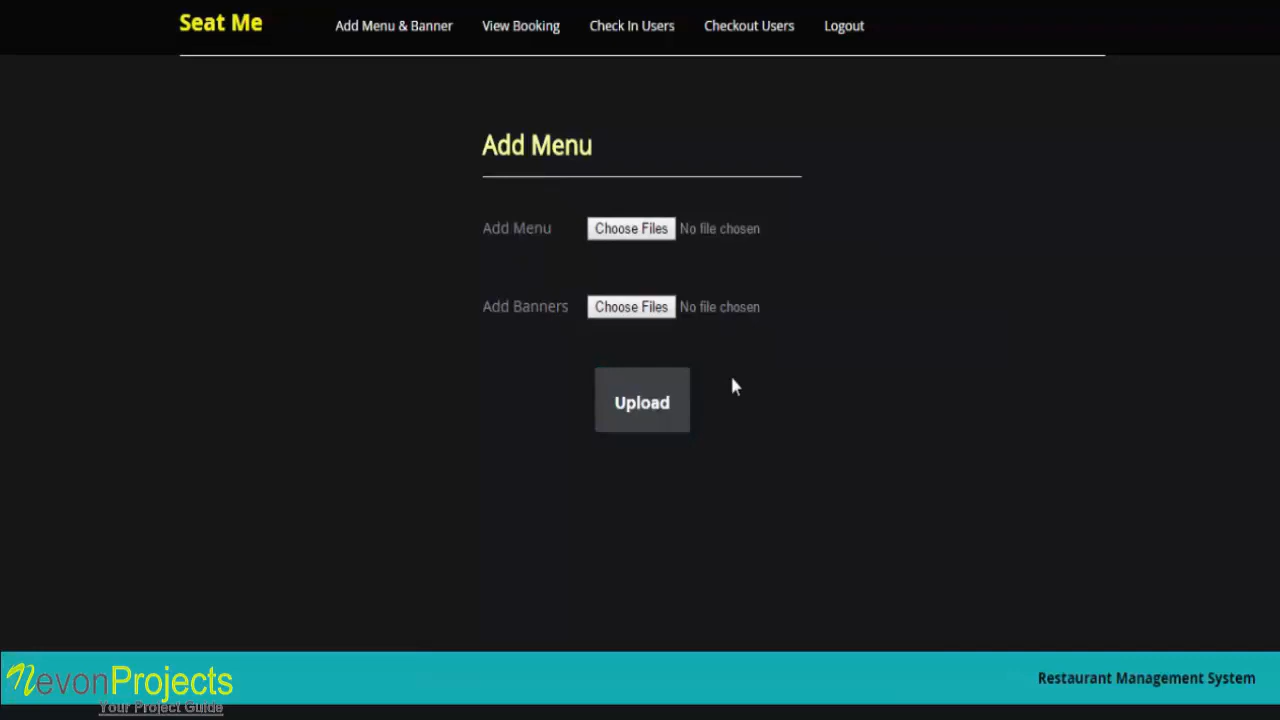 Seat Me Add Menu & Banner View Booking Check In Users Checkout Users Logout
Add Menu
Add Menu Choose Files No file chosen
Add Banners Choose Files No file chosen
Upload
NevonProjects
Your Project Guide
Restaurant Management System